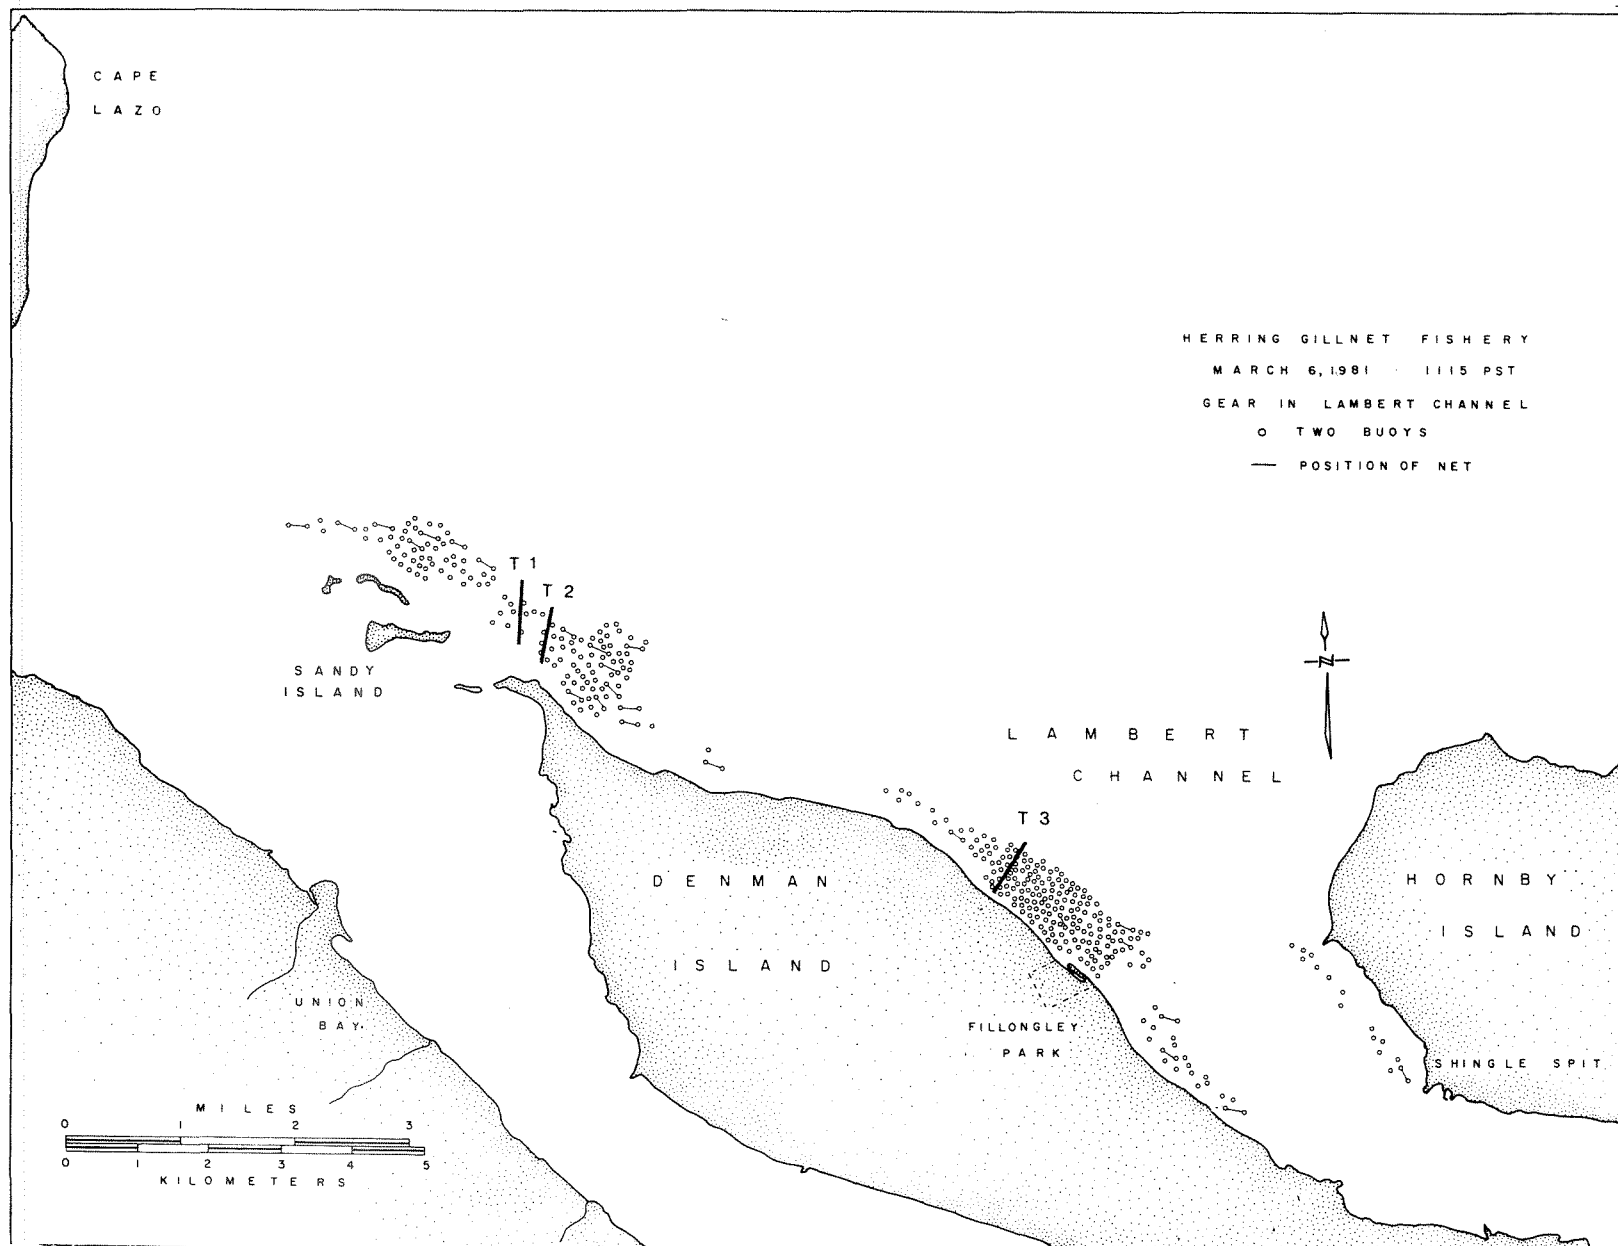 CAPE
LAZO
HERRING GILLNET FISHERY
MARCH 6, 1981 1115 PST
GEAR IN LAMBERT CHANNEL
o TWO BUOYS
— POSITION OF NET
T 1
T 2
SANDY
ISLAND
N
LAMBERT
CHANNEL
T 3
DENMAN
ISLAND
HORNBY
ISLAND
UNION
BAY
FILLONGLEY
PARK
SHINGLE SPIT
MILES
0 1 2 3
0 1 2 3 4 5
KILOMETERS